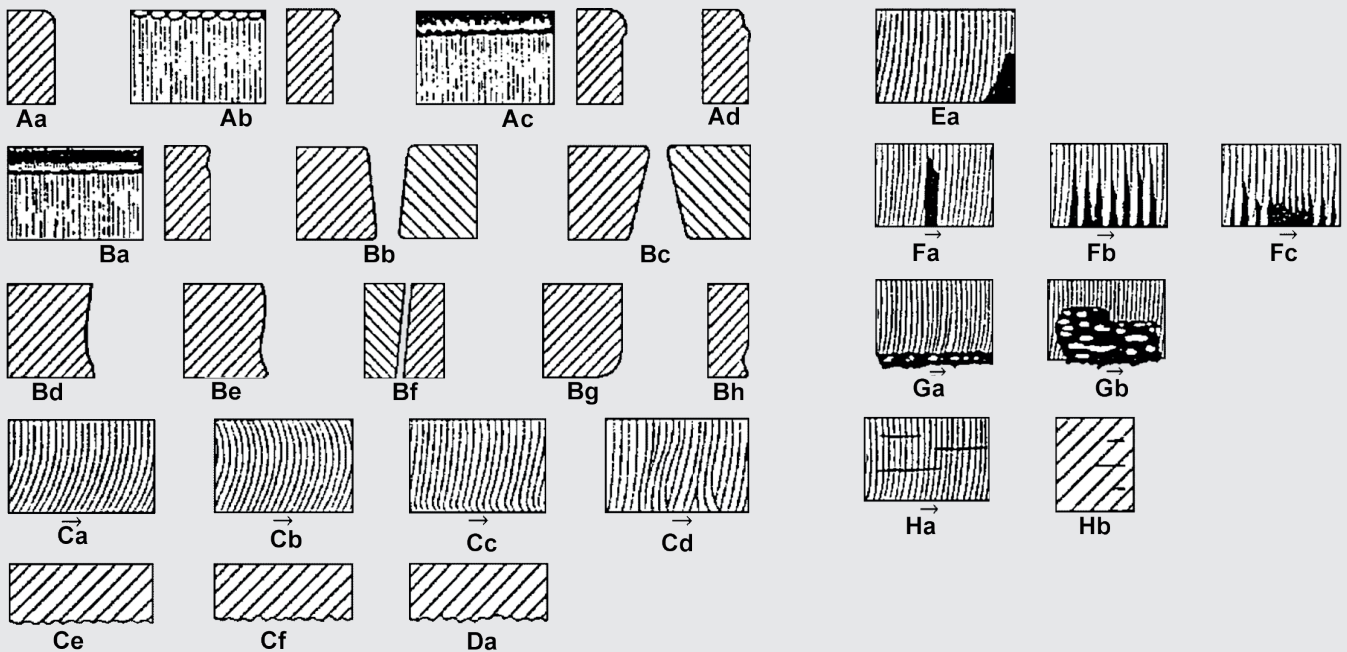 Aa Ab Ac Ad Ea
Ba Bb Bc Fa Fb Fc
Bd Be Bf Bg Bh Ga Gb
Ca Cb Cc Cd Ha Hb
Ce Cf Da